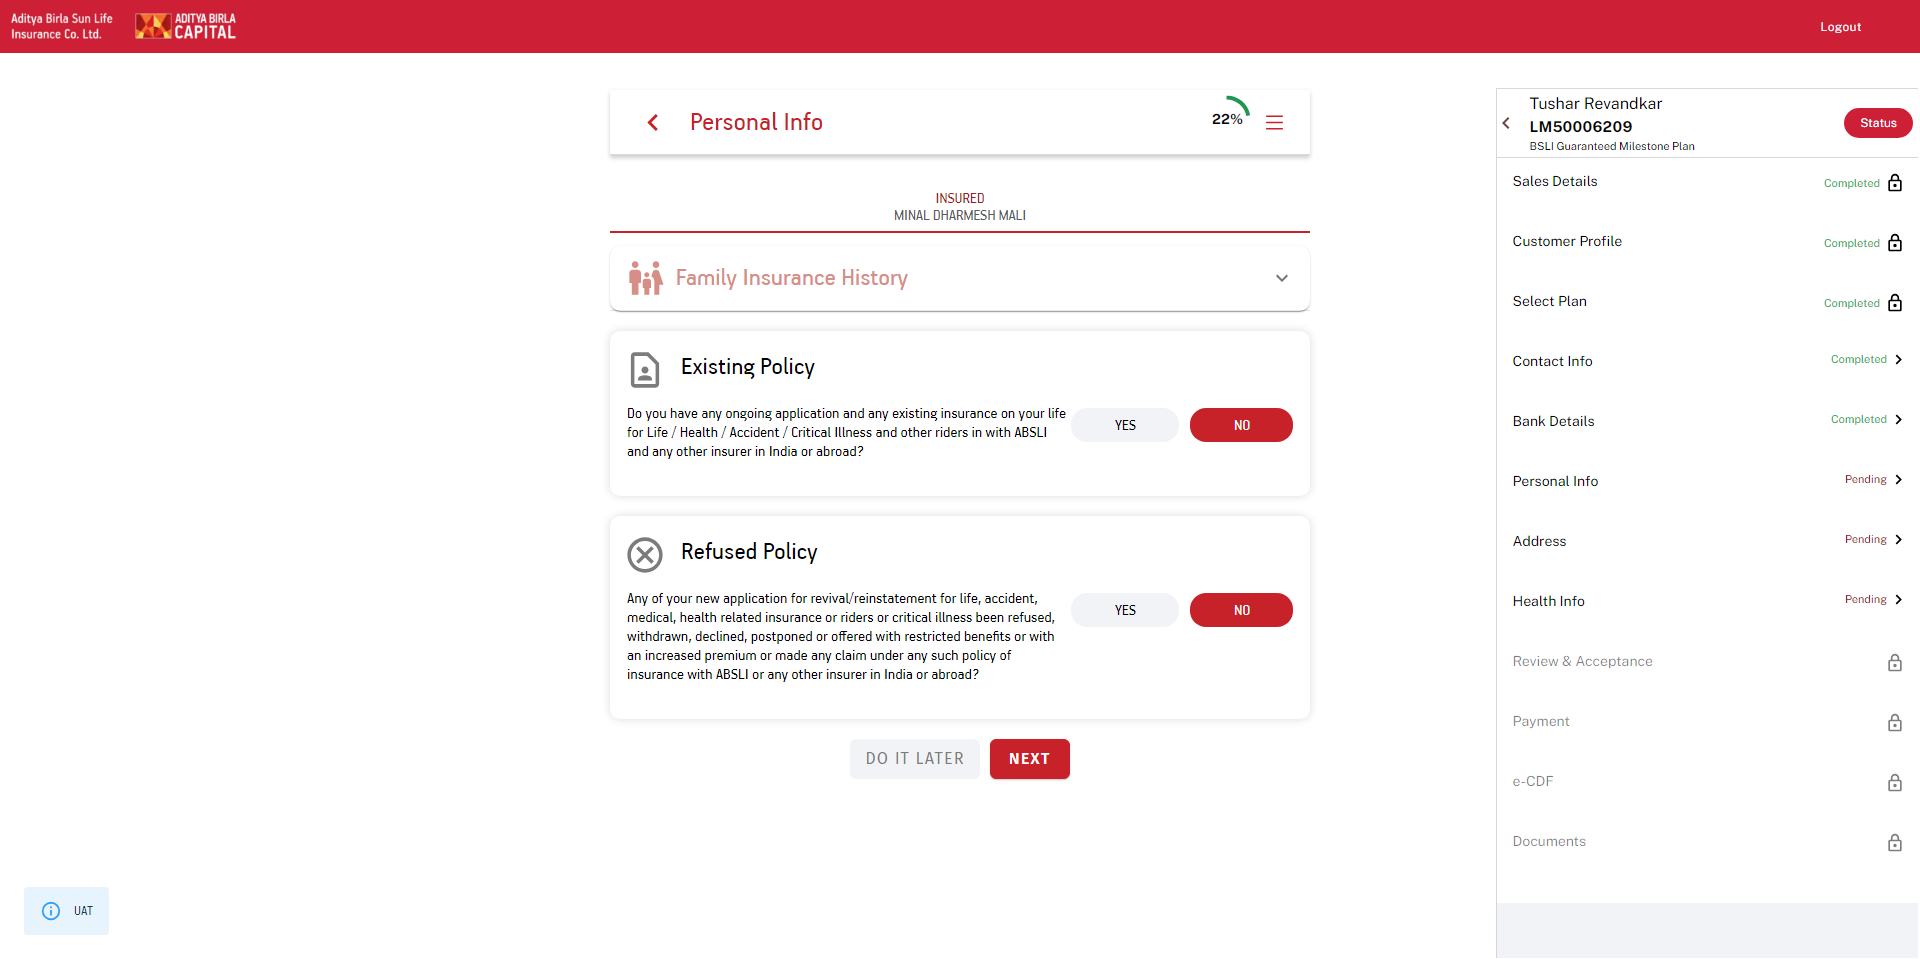 Aditya Birla Sun Life
Insurance Co. Ltd.
ADITYA BIRLA
CAPITAL
Logout
Personal Info
22%
INSURED
MINAL DHARMESH MALI
Family Insurance History
Existing Policy
Do you have any ongoing application and any existing insurance on your life
for Life / Health / Accident / Critical Illness and other riders in with ABSLI
and any other insurer in India or abroad?
YES
NO
Refused Policy
Any of your new application for revival/reinstatement for life, accident,
medical, health related insurance or riders or critical illness been refused,
withdrawn, declined, postponed or offered with restricted benefits or with
an increased premium or made any claim under any such policy of
insurance with ABSLI or any other insurer in India or abroad?
YES
NO
DO IT LATER
NEXT
Tushar Revandkar
LM50006209
BSLI Guaranteed Milestone Plan
Status
Sales Details Completed
Customer Profile Completed
Select Plan Completed
Contact Info Completed
Bank Details Completed
Personal Info Pending
Address Pending
Health Info Pending
Review & Acceptance
Payment
e-CDF
Documents
UAT